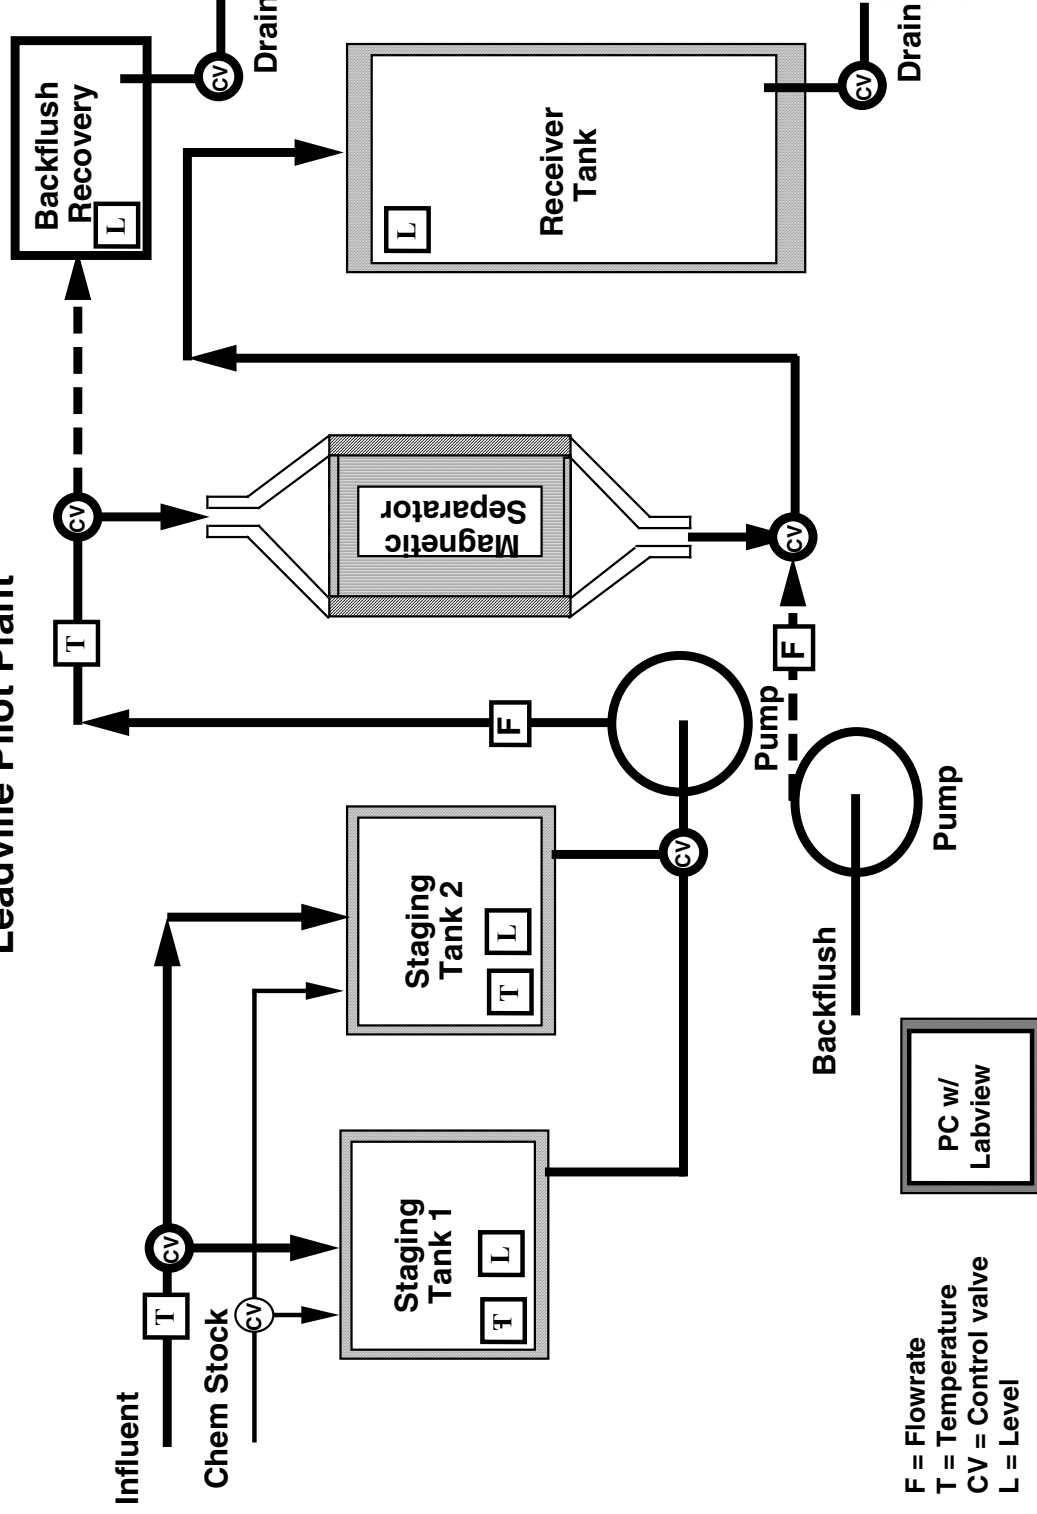 Leadville Pilot Plant
Influent
T
CV
Chem Stock
CV
Staging
Tank 1
T
L
Staging
Tank 2
T
L
CV
Pump
F
T
CV
Magnetic
Separator
CV
F
Backflush
Pump
Backflush
Recovery
L
CV
Drain
Receiver
Tank
L
CV
Drain
PC w/
Labview
F = Flowrate
T = Temperature
CV = Control valve
L = Level